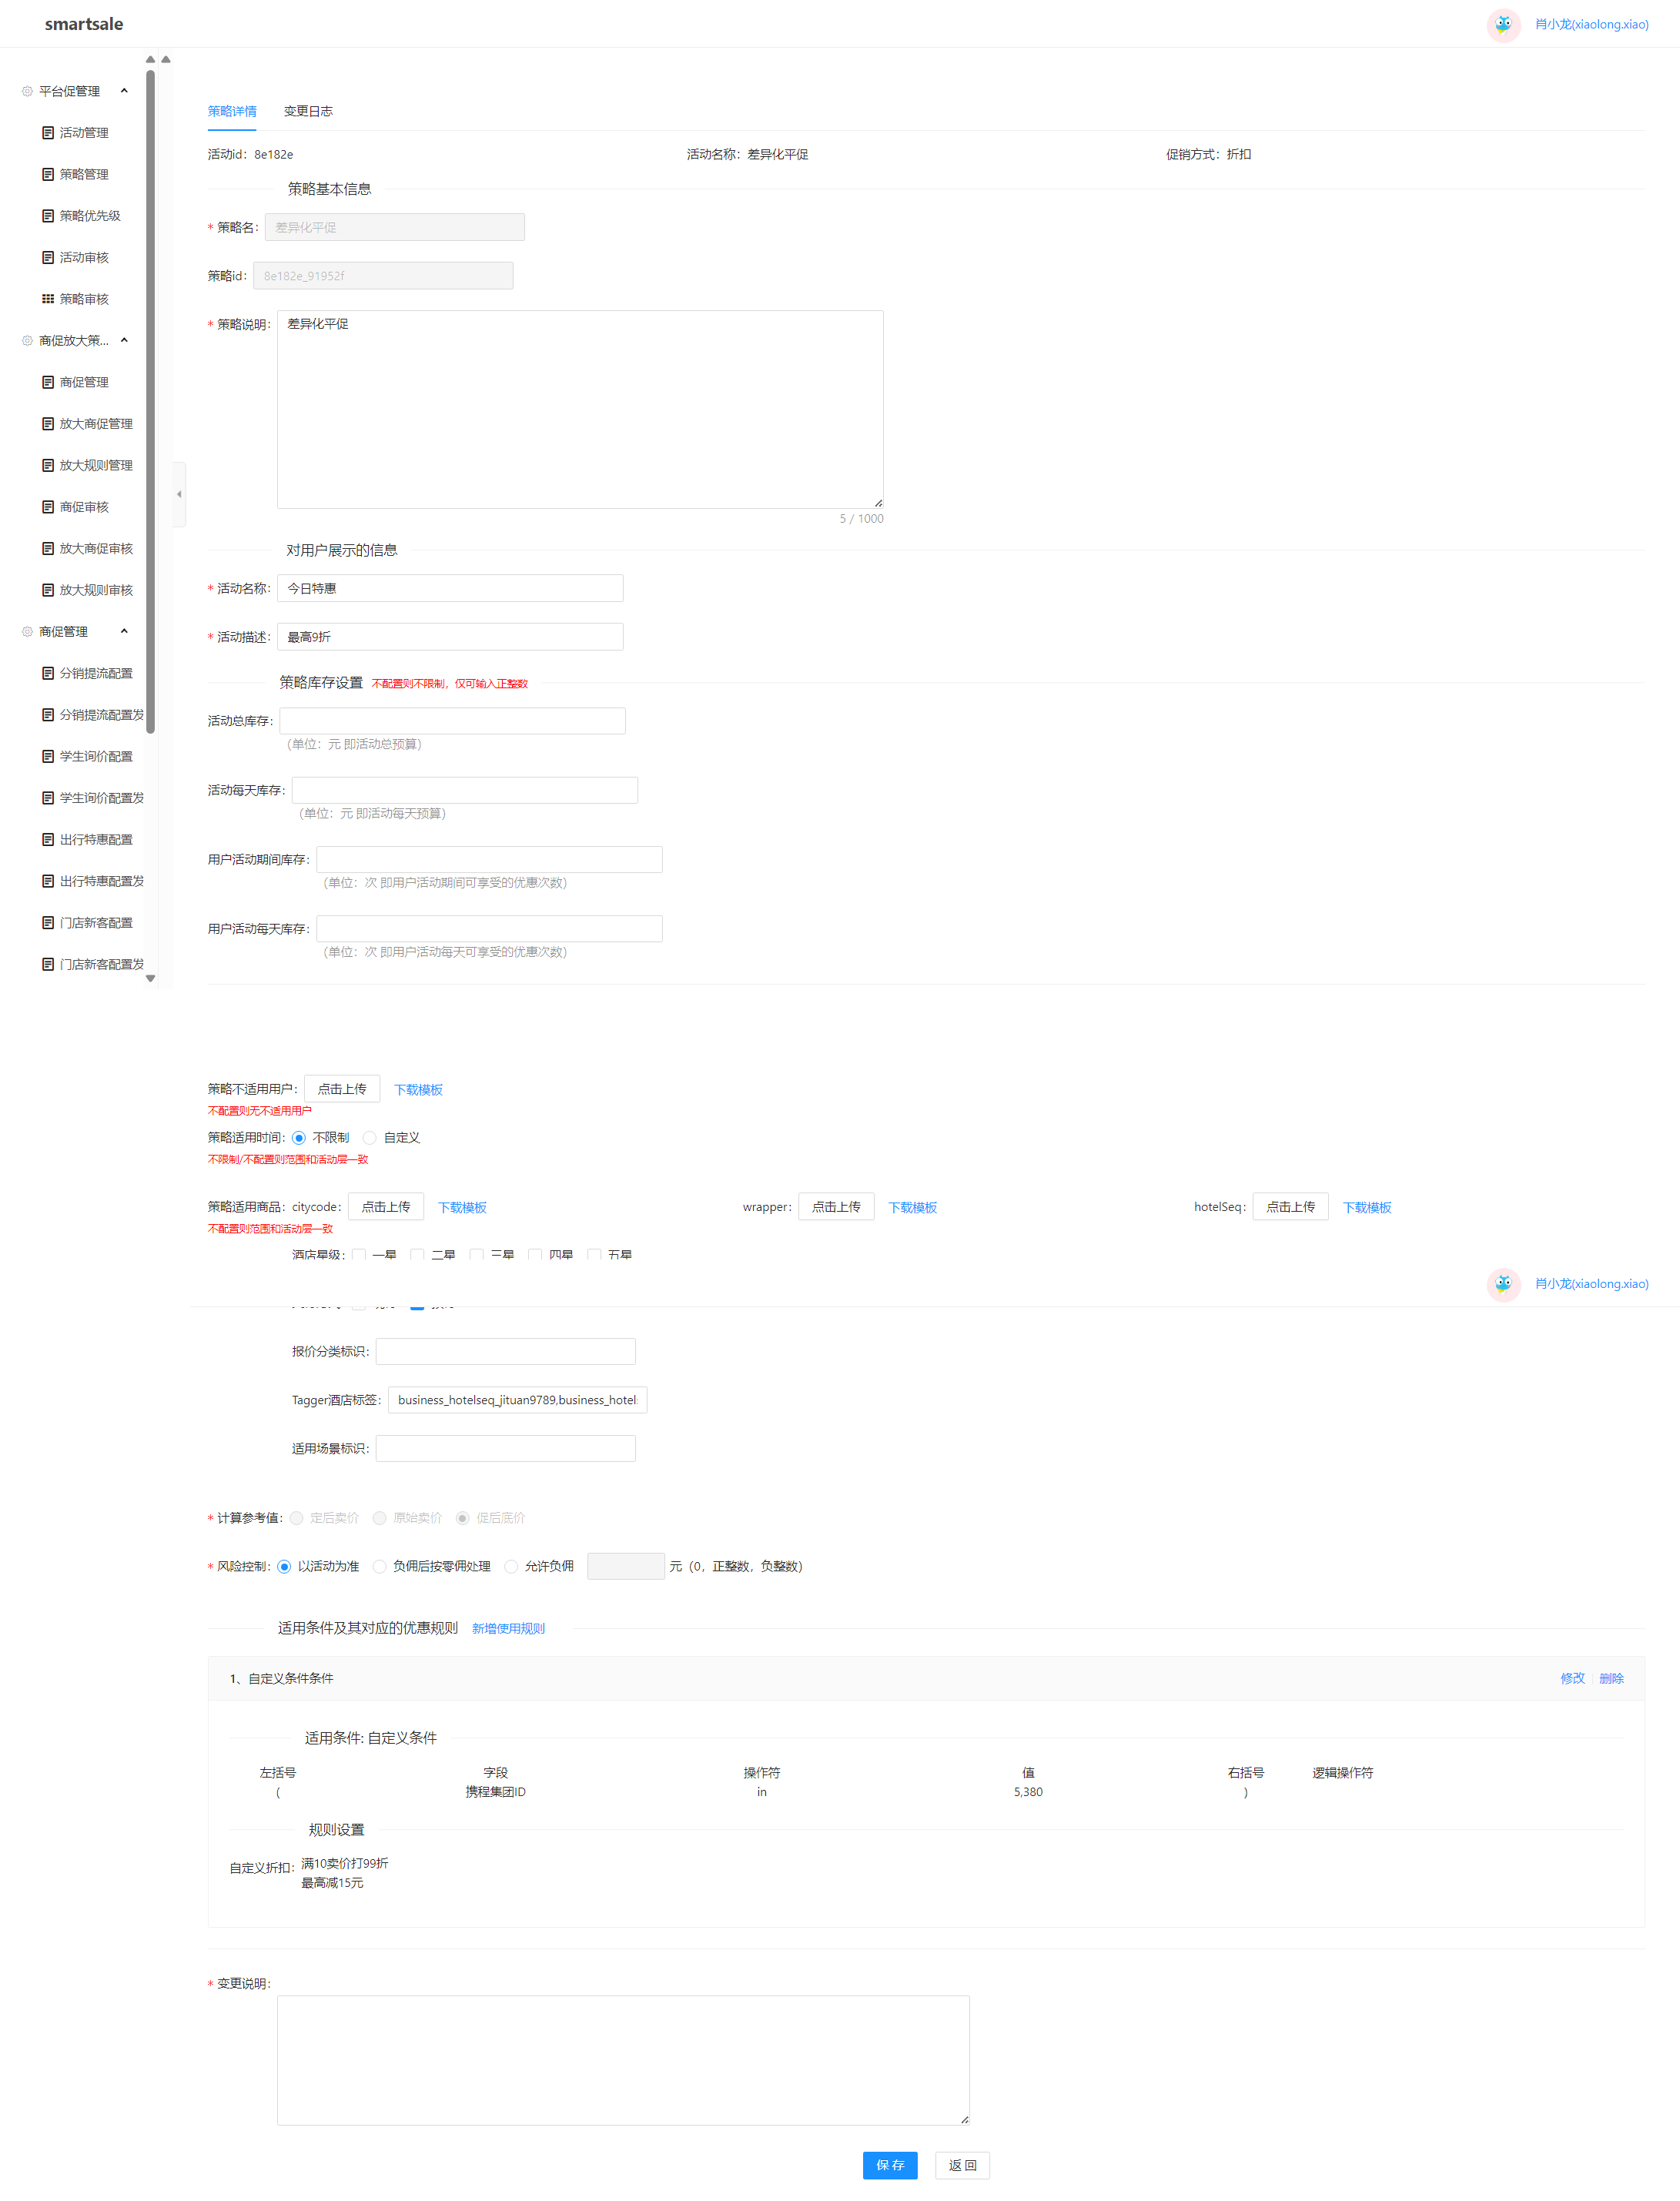 smartsale
肖小龙(xiaolong.xiao)
平台促管理
活动管理
策略管理
策略优先级
活动审核
策略审核
商促放大策...
商促管理
放大商促管理
放大规则管理
商促审核
放大商促审核
放大规则审核
商促管理
分销提流配置
分销提流配置发
学生询价配置
学生询价配置发
出行特惠配置
出行特惠配置发
门店新客配置
门店新客配置发
策略详情 变更日志
活动id: 8e182e 活动名称: 差异化平促 促销方式: 折扣
策略基本信息
* 策略名: 差异化平促
策略id: 8e182e_91952f
* 策略说明: 差异化平促
5 / 1000
对用户展示的信息
* 活动名称: 今日特惠
* 活动描述: 最高9折
策略库存设置 不配置则不限制，仅可输入正整数
活动总库存:
（单位：元 即活动总预算）
活动每天库存:
（单位：元 即活动每天预算）
用户活动期间库存:
（单位：次 即用户活动期间可享受的优惠次数）
用户活动每天库存:
（单位：次 即用户活动每天可享受的优惠次数）
策略不适用用户: 点击上传 下载模板
不配置则无不适用用户
策略适用时间: 不限制 自定义
不限制/不配置则范围和活动层一致
策略适用商品: citycode: 点击上传 下载模板 wrapper: 点击上传 下载模板 hotelSeq: 点击上传 下载模板
不配置则范围和活动层一致
酒店星级: 一星 二星 三星 四星 五星
肖小龙(xiaolong.xiao)
报价分类标识:
Tagger酒店标签: business_hotelseq_jituan9789,business_hotel
适用场景标识:
* 计算参考值: 定后卖价 原始卖价 促后底价
* 风险控制: 以活动为准 负佣后按零佣处理 允许负佣 元（0，正整数，负整数）
适用条件及其对应的优惠规则 新增使用规则
1、自定义条件条件 修改 删除
适用条件: 自定义条件
左括号 字段 操作符 值 右括号 逻辑操作符
( 携程集团ID in 5,380 )
规则设置
自定义折扣: 满10卖价打99折
最高减15元
* 变更说明:
保 存 返 回